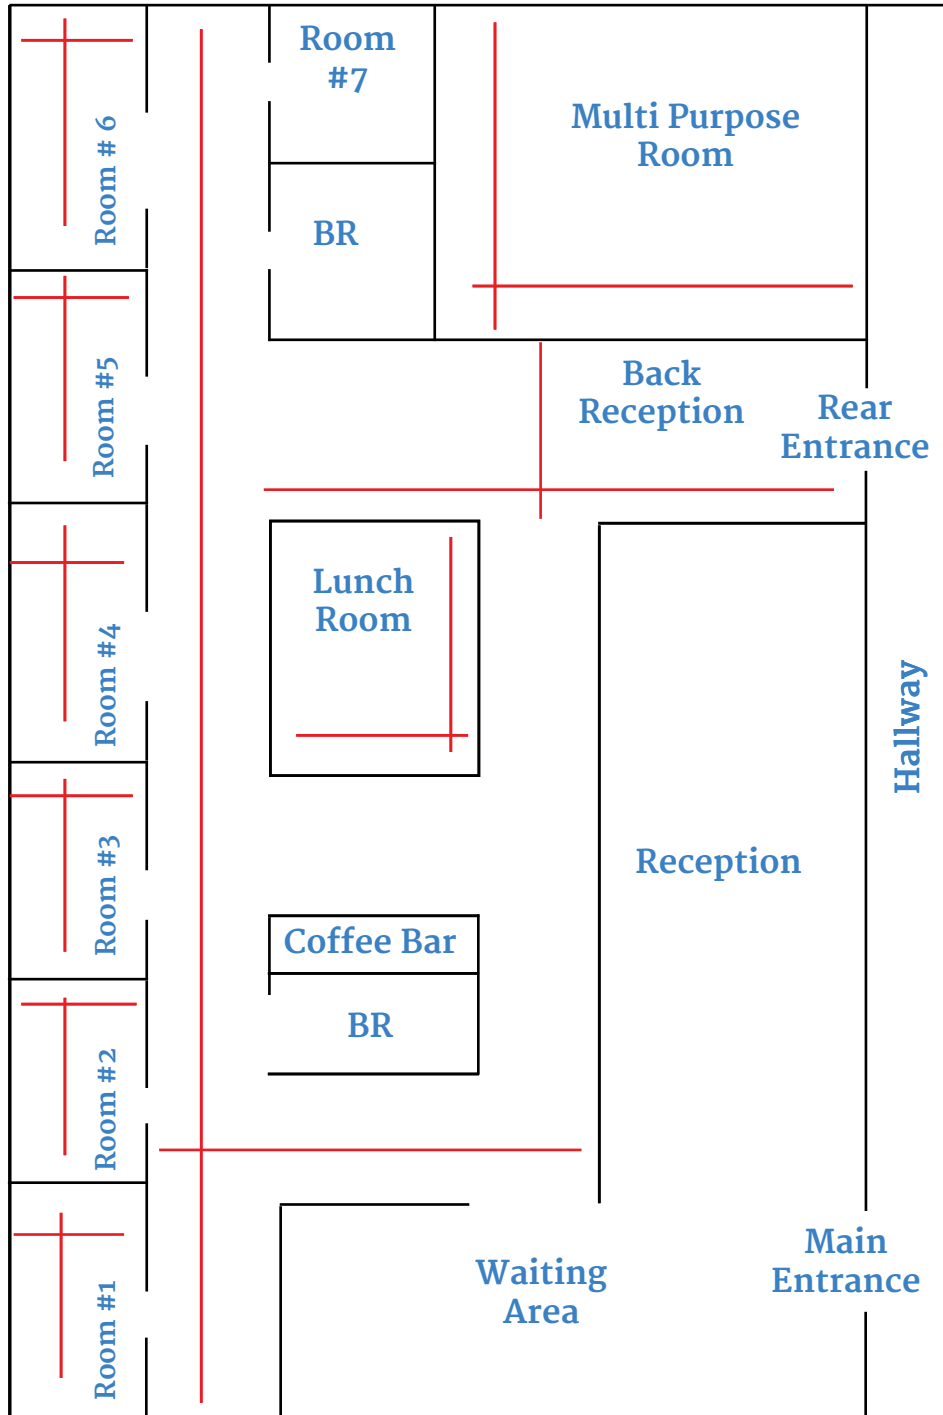 Room
#7
Multi Purpose
Room
Room # 6
BR
Back
Reception
Rear
Entrance
Room #5
Lunch
Room
Room #4
Hallway
Room #3
Reception
Coffee Bar
BR
Room #2
Main
Entrance
Waiting
Area
Room #1